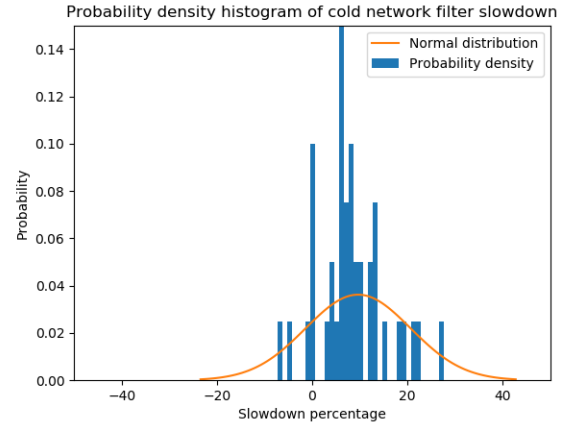 Probability density histogram of cold network filter slowdown
Normal distribution
Probability density
0.14
0.12
0.10
0.08
0.06
0.04
0.02
0.00
Probability
−40
−20
0
20
40
Slowdown percentage